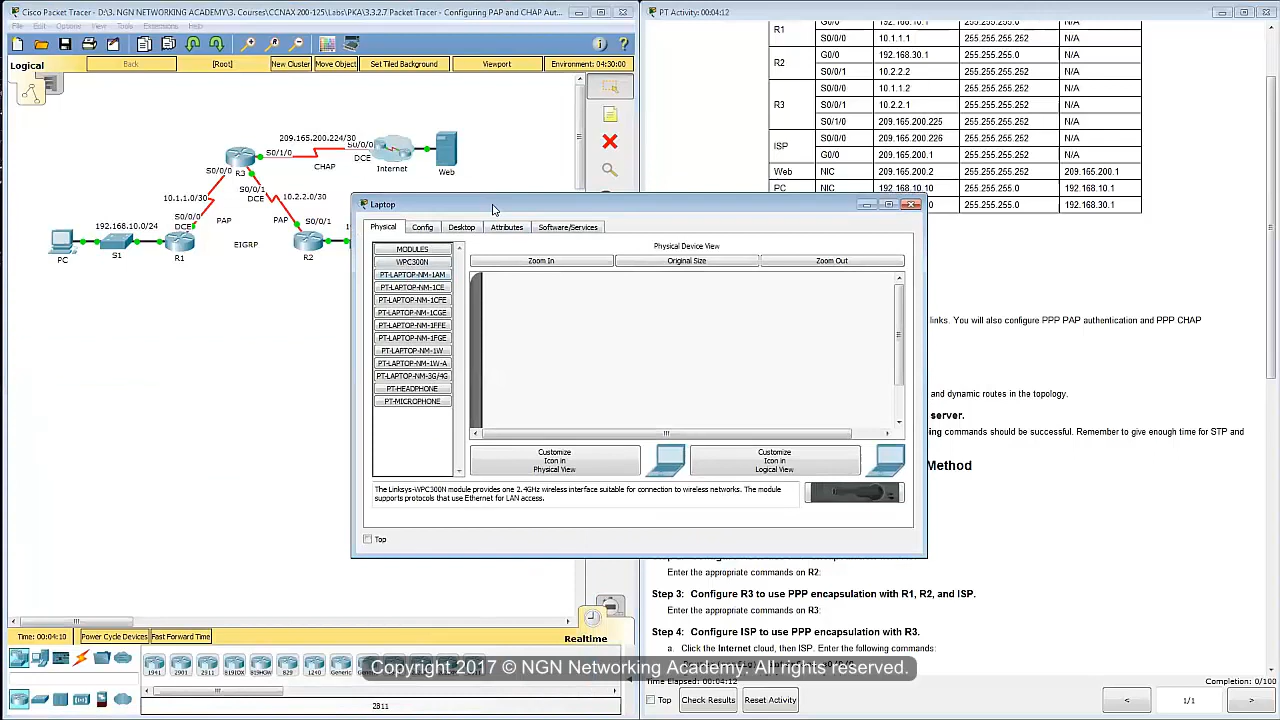 Cisco Packet Tracer - D:\3. NGN NETWORKING ACADEMY\3. Courses\CCNAX 200-125\Labs\PKA\3.3.2.7 Packet Tracer - Configuring PAP and CHAP Aut...
File Edit Options View Tools Extensions Help
Logical Back [Root] New Cluster Move Object Set Tiled Background Viewport Environment: 04:30:00
209.165.200.224/30
S0/0/0
S0/1/0
DCE
CHAP
Internet
Web
R3
S0/0/0
S0/0/1
DCE
10.1.1.0/30
10.2.2.0/30
S0/0/0
DCE
PAP
PAP
S0/0/1
192.168.10.0/24
EIGRP
PC
S1
R1
R2
Time: 00:04:10 Power Cycle Devices Fast Forward Time
Realtime
1941 2901 2911 819IOX 819HGW 829 1240 Generic
2811
Laptop
Physical Config Desktop Attributes Software/Services
MODULES
WPC300N
PT-LAPTOP-NM-1AM
PT-LAPTOP-NM-1CE
PT-LAPTOP-NM-1CFE
PT-LAPTOP-NM-1CGE
PT-LAPTOP-NM-1FFE
PT-LAPTOP-NM-1FGE
PT-LAPTOP-NM-1W
PT-LAPTOP-NM-1W-A
PT-LAPTOP-NM-3G/4G
PT-HEADPHONE
PT-MICROPHONE
Physical Device View
Zoom In Original Size Zoom Out
Customize
Icon in
Physical View
Customize
Icon in
Logical View
The Linksys-WPC300N module provides one 2.4GHz wireless interface suitable for connection to wireless networks. The module
supports protocols that use Ethernet for LAN access.
Top
PT Activity: 00:04:12
R1 192.168.10.1 255.255.255.0 N/A
S0/0/0 10.1.1.1 255.255.255.252 N/A
R2 G0/0 192.168.30.1 255.255.255.0 N/A
S0/0/1 10.2.2.2 255.255.255.252 N/A
R3 S0/0/0 10.1.1.2 255.255.255.252 N/A
S0/0/1 10.2.2.1 255.255.255.252 N/A
S0/1/0 209.165.200.225 255.255.255.252 N/A
ISP S0/0/0 209.165.200.226 255.255.255.252 N/A
G0/0 209.165.200.1 255.255.255.252 N/A
Web NIC 209.165.200.2 255.255.255.252 209.165.200.1
PC NIC 192.168.10.10 255.255.255.0 192.168.10.1
255.255.255.0 192.168.30.1
links. You will also configure PPP PAP authentication and PPP CHAP
and dynamic routes in the topology.
server.
ing commands should be successful. Remember to give enough time for STP and
Method
Enter the appropriate commands on R2:
Step 3: Configure R3 to use PPP encapsulation with R1, R2, and ISP.
Enter the appropriate commands on R3:
Step 4: Configure ISP to use PPP encapsulation with R3.
a. Click the Internet cloud, then ISP. Enter the following commands:
Time Elapsed: 00:04:12 Completion: 0/100
Top Check Results Reset Activity < 1/1 >
Copyright 2017 © NGN Networking Academy. All rights reserved.